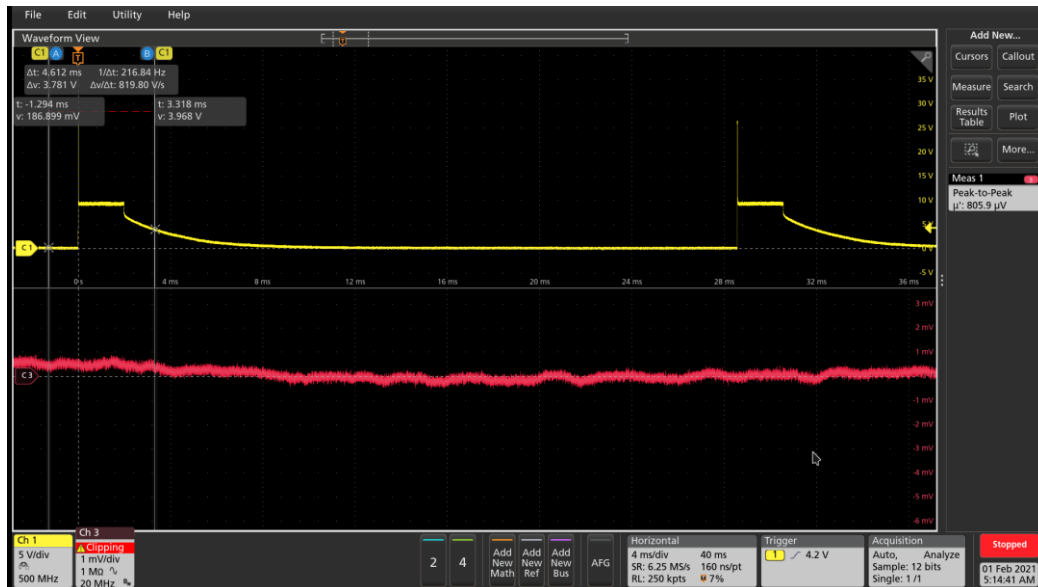 File Edit Utility Help
Waveform View
Add New...
C1 A T B C1
Cursors Callout
Δt: 4.612 ms 1/Δt: 216.84 Hz
Δv: 3.781 V Δv/Δt: 819.80 V/s
35 V
Measure Search
t: -1.294 ms
v: 186.899 mV
t: 3.318 ms
v: 3.968 V
30 V
Results Table Plot
25 V
20 V
More...
15 V
Meas 1 3
Peak-to-Peak
µ': 805.9 µV
10 V
5 V
C1
0 V
-5 V
0 s 4 ms 8 ms 12 ms 16 ms 20 ms 24 ms 28 ms 32 ms 36 ms
3 mV
2 mV
1 mV
C3
-1 mV
-2 mV
-3 mV
-4 mV
-5 mV
-6 mV
Ch 1
5 V/div
500 MHz
Ch 3
Clipping
1 mV/div
1 MΩ
20 MHz
2
4
Add New Math
Add New Ref
Add New Bus
AFG
Horizontal
4 ms/div 40 ms
SR: 6.25 MS/s 160 ns/pt
RL: 250 kpts 7%
Trigger
1 4.2 V
Acquisition
Auto, Analyze
Sample: 12 bits
Single: 1 /1
Stopped
01 Feb 2021
5:14:41 AM